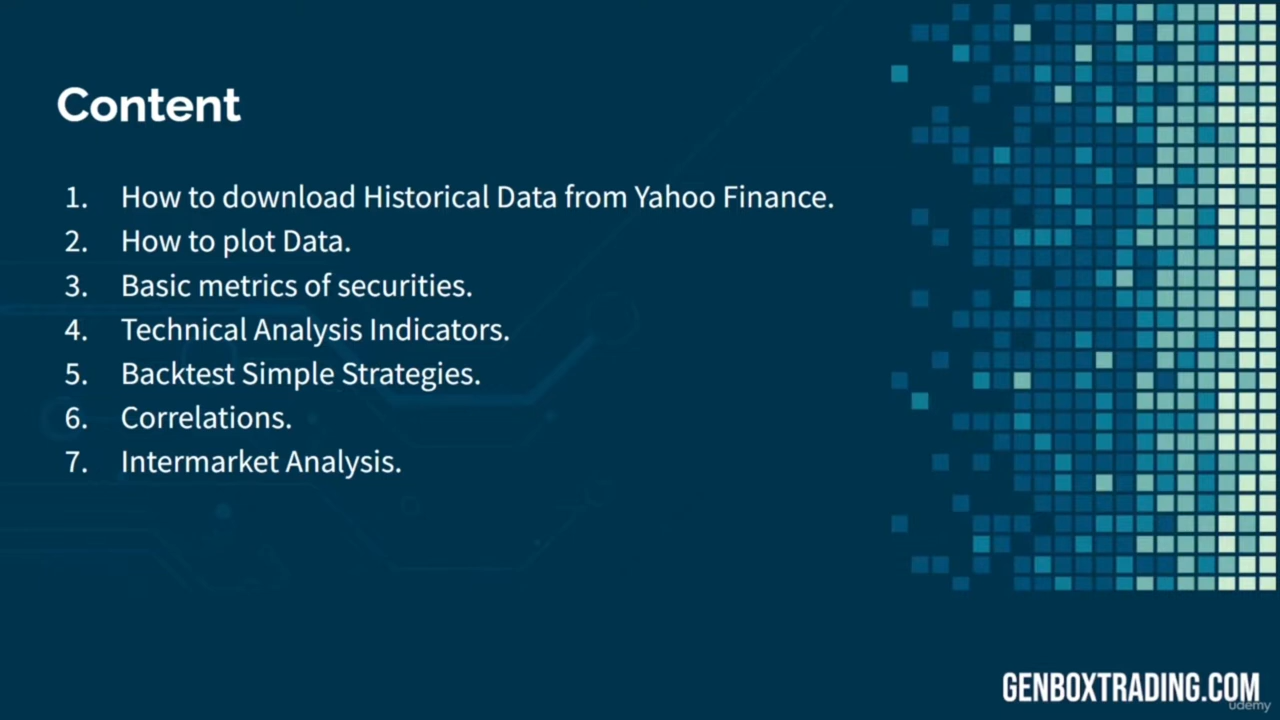 Content
1. How to download Historical Data from Yahoo Finance.
2. How to plot Data.
3. Basic metrics of securities.
4. Technical Analysis Indicators.
5. Backtest Simple Strategies.
6. Correlations.
7. Intermarket Analysis.
GENBOXTRADING.COM
udemy